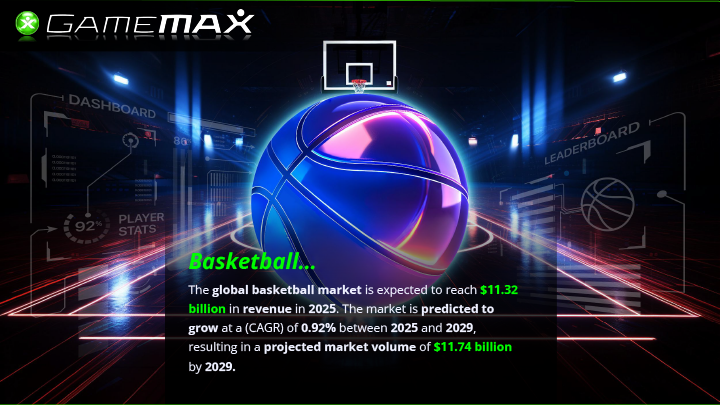 GAMEMAX
DASHBOARD
86
LEADERBOARD
92%
PLAYER
STATS
Basketball...
The global basketball market is expected to reach $11.32
billion in revenue in 2025. The market is predicted to
grow at a (CAGR) of 0.92% between 2025 and 2029,
resulting in a projected market volume of $11.74 billion
by 2029.